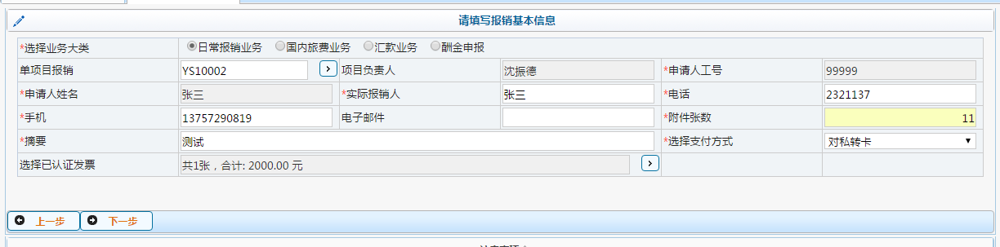 请填写报销基本信息
*选择业务大类 日常报销业务 国内旅费业务 汇款业务 酬金申报
单项目报销 YS10002 项目负责人 沈振德 *申请人工号 99999
*申请人姓名 张三 *实际报销人 张三 *电话 2321137
*手机 13757290819 电子邮件 *附件张数 11
*摘要 测试 *选择支付方式 对私转卡
选择已认证发票 共1张，合计: 2000.00 元
上一步 下一步